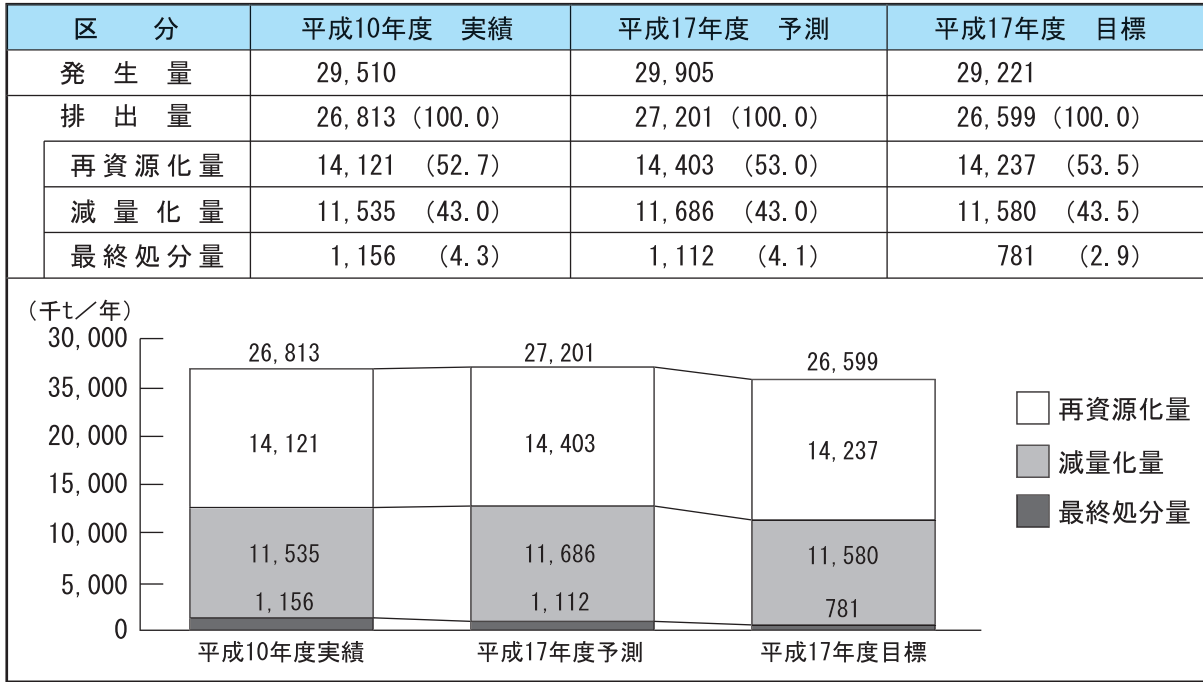 区 分 平成10年度 実績 平成17年度 予測 平成17年度 目標
発 生 量 29,510 29,905 29,221
排 出 量 26,813 (100.0) 27,201 (100.0) 26,599 (100.0)
再資源化量 14,121 (52.7) 14,403 (53.0) 14,237 (53.5)
減 量 化 量 11,535 (43.0) 11,686 (43.0) 11,580 (43.5)
最終処分量 1,156 (4.3) 1,112 (4.1) 781 (2.9)
(千t/年)
30,000
35,000
20,000
15,000
10,000
5,000
0
26,813 27,201 26,599
14,121 14,403 14,237
11,535 11,686 11,580
1,156 1,112 781
平成10年度実績 平成17年度予測 平成17年度目標
再資源化量
減量化量
最終処分量